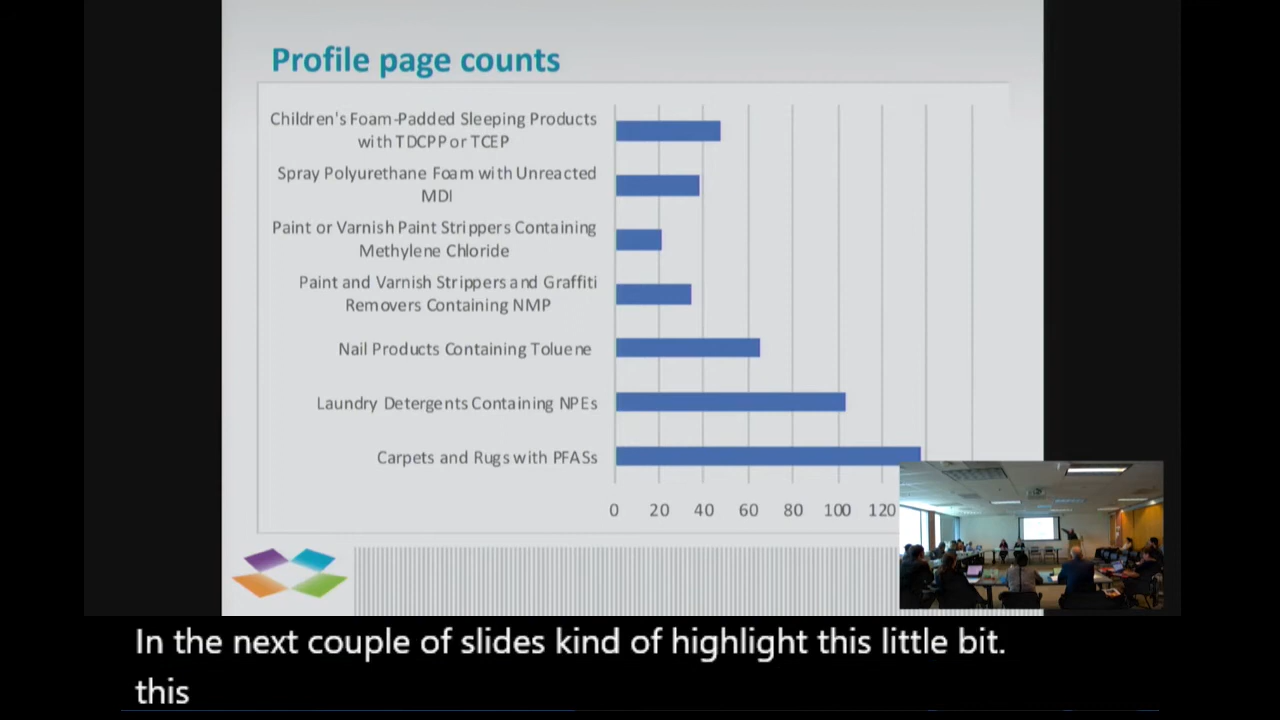 Profile page counts
Children's Foam-Padded Sleeping Products
with TDCPP or TCEP
Spray Polyurethane Foam with Unreacted
MDI
Paint or Varnish Paint Strippers Containing
Methylene Chloride
Paint and Varnish Strippers and Graffiti
Removers Containing NMP
Nail Products Containing Toluene
Laundry Detergents Containing NPEs
Carpets and Rugs with PFASs
0 20 40 60 80 100 120
In the next couple of slides kind of highlight this little bit.
this